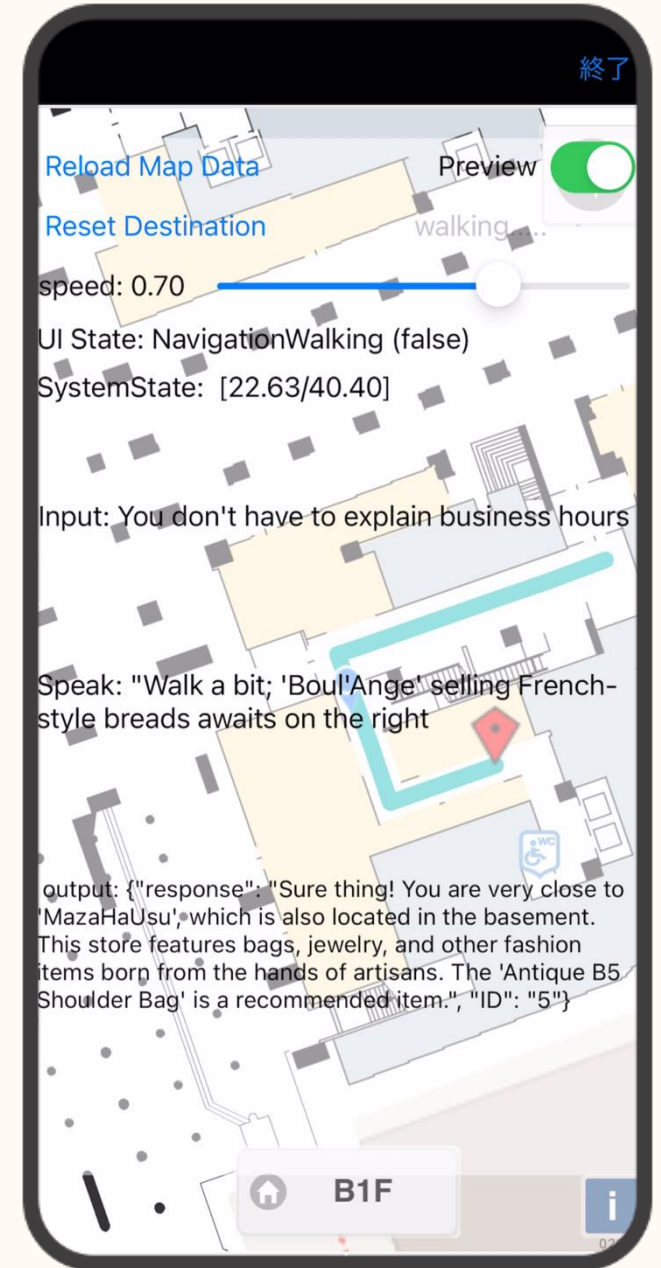 終了
Reload Map Data
Preview
Reset Destination
walking.....
speed: 0.70
UI State: NavigationWalking (false)
SystemState: [22.63/40.40]
Input: You don't have to explain business hours
Speak: "Walk a bit; 'Boul'Ange' selling French-
style breads awaits on the right
WC
output: {"response": "Sure thing! You are very close to
'MazaHaUsu', which is also located in the basement.
This store features bags, jewelry, and other fashion
items born from the hands of artisans. The 'Antique B5
Shoulder Bag' is a recommended item.", "ID": "5"}
B1F
i